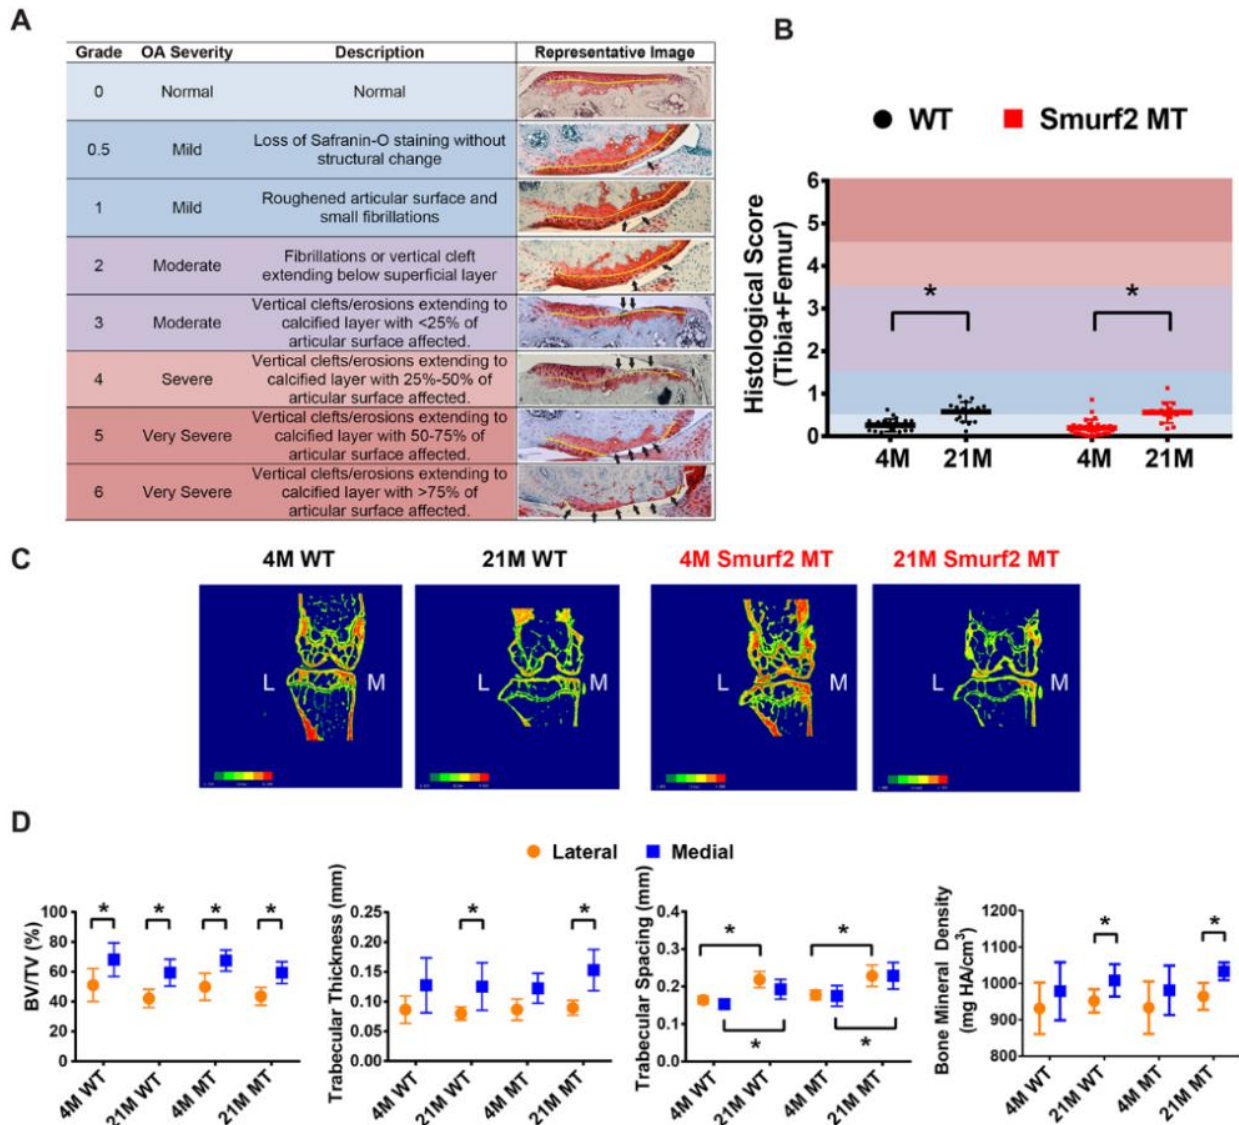 A
Grade OA Severity Description Representative Image
0 Normal Normal
0.5 Mild Loss of Safranin-O staining without
structural change
1 Mild Roughened articular surface and
small fibrillations
2 Moderate Fibrillations or vertical cleft
extending below superficial layer
3 Moderate Vertical clefts/erosions extending to
calcified layer with <25% of
articular surface affected.
4 Severe Vertical clefts/erosions extending to
calcified layer with 25%-50% of
articular surface affected.
5 Very Severe Vertical clefts/erosions extending to
calcified layer with 50-75% of
articular surface affected.
6 Very Severe Vertical clefts/erosions extending to
calcified layer with >75% of
articular surface affected.
B
WT Smurf2 MT
Histological Score
(Tibia+Femur)
6
5
4
3
2
1
0
* *
4M 21M 4M 21M
C
4M WT 21M WT 4M Smurf2 MT 21M Smurf2 MT
L M L M L M L M
D
Lateral Medial
BV/TV (%)
100
80
60
40
20
0
* * * *
4M WT 21M WT 4M MT 21M MT
Trabecular Thickness (mm)
0.25
0.20
0.15
0.10
0.05
0.00
* *
4M WT 21M WT 4M MT 21M MT
Trabecular Spacing (mm)
0.4
0.3
0.2
0.1
0.0
* *
* *
4M WT 21M WT 4M MT 21M MT
Bone Mineral Density
(mg HA/cm³)
1200
1100
1000
900
800
* *
4M WT 21M WT 4M MT 21M MT